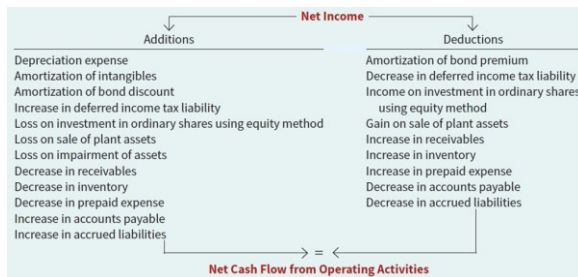 Net Income
Additions
Depreciation expense
Amortization of intangibles
Amortization of bond discount
Increase in deferred income tax liability
Loss on investment in ordinary shares using equity method
Loss on sale of plant assets
Loss on impairment of assets
Decrease in receivables
Decrease in inventory
Decrease in prepaid expense
Increase in accounts payable
Increase in accrued liabilities
Deductions
Amortization of bond premium
Decrease in deferred income tax liability
Income on investment in ordinary shares
using equity method
Gain on sale of plant assets
Increase in receivables
Increase in inventory
Increase in prepaid expense
Decrease in accounts payable
Decrease in accrued liabilities
=
Net Cash Flow from Operating Activities